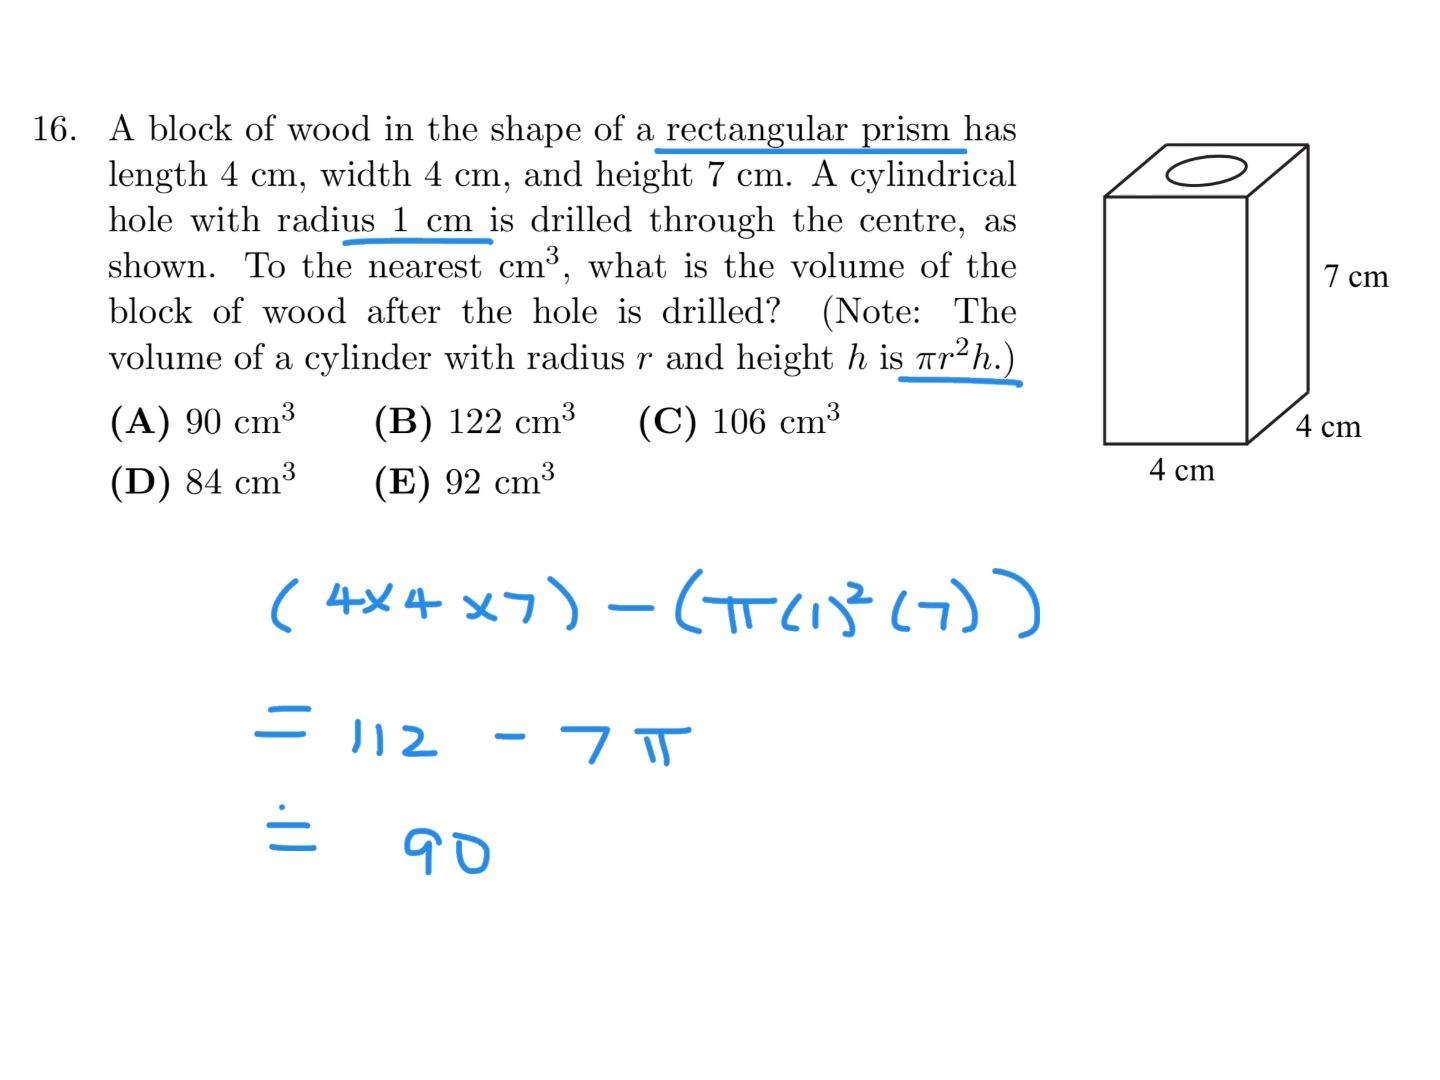 16. A block of wood in the shape of a rectangular prism has
length 4 cm, width 4 cm, and height 7 cm. A cylindrical
hole with radius 1 cm is drilled through the centre, as
shown. To the nearest cm³, what is the volume of the
block of wood after the hole is drilled? (Note: The
volume of a cylinder with radius r and height h is πr²h.)
(A) 90 cm³ (B) 122 cm³ (C) 106 cm³
(D) 84 cm³ (E) 92 cm³
7 cm
4 cm
4 cm
(4×4×7) − (π(1)²(7))
= 112 − 7π
≐ 90